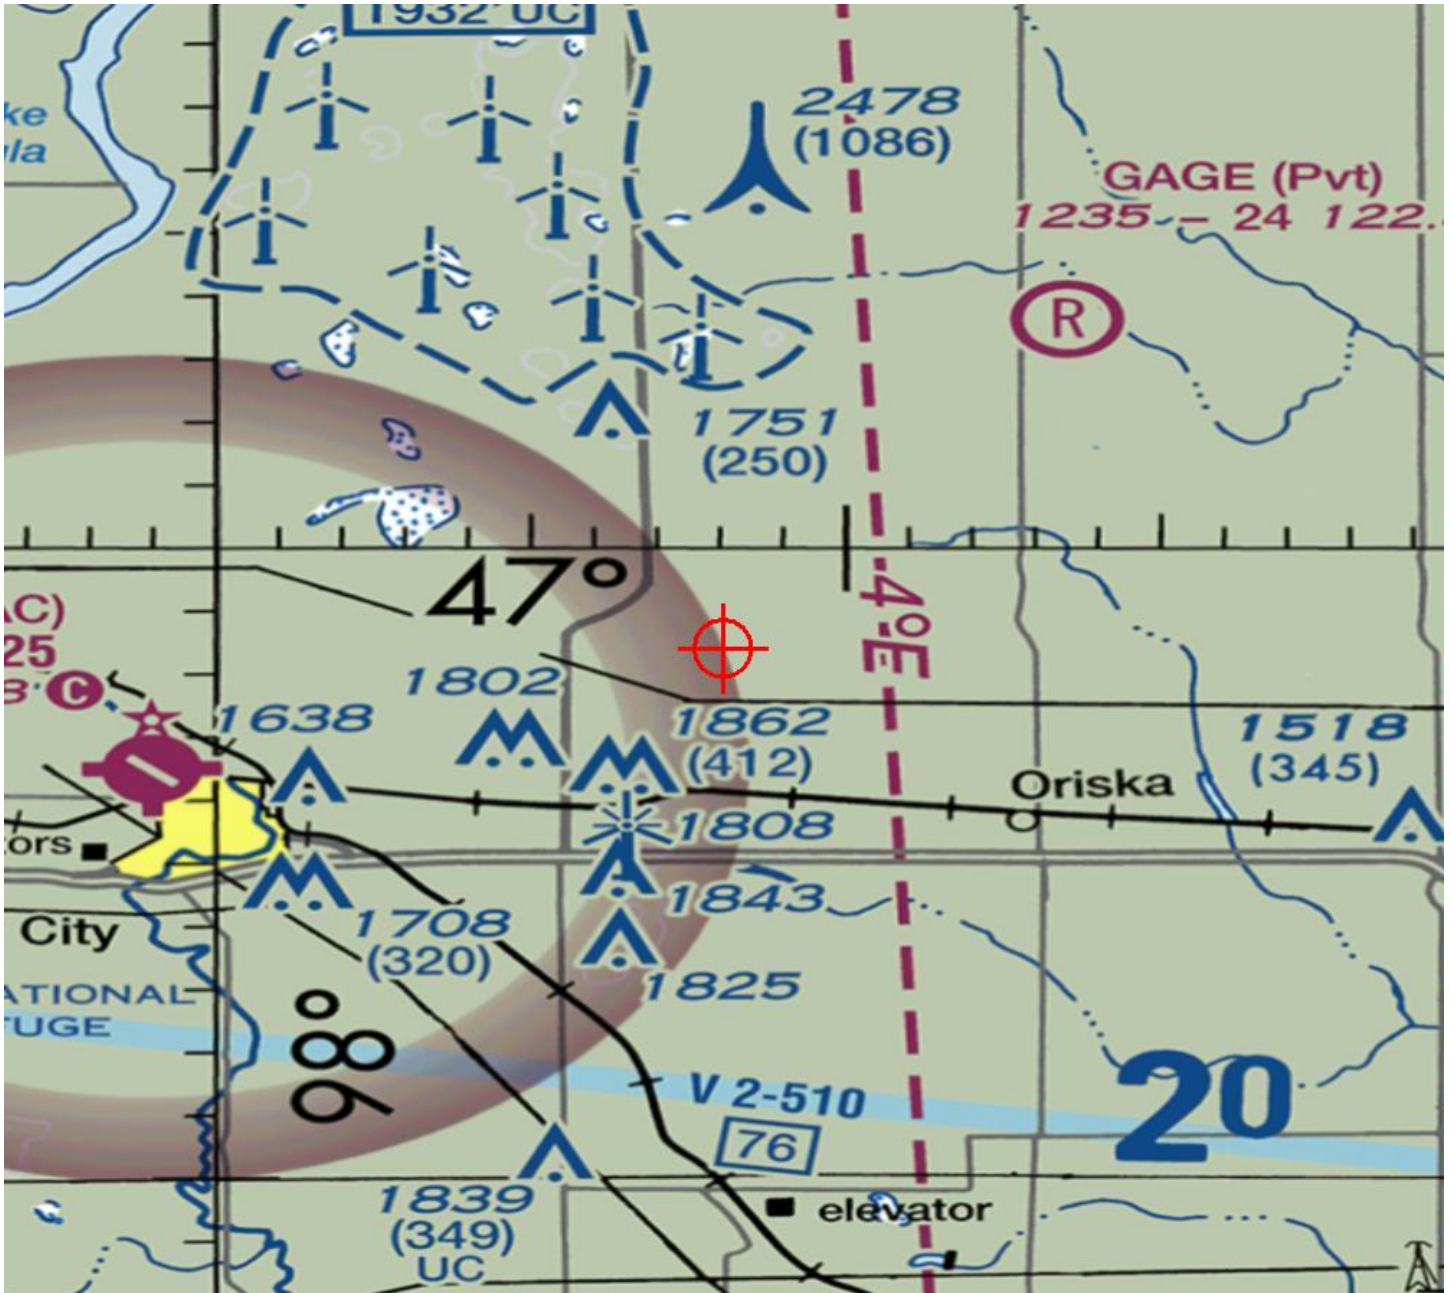 1932 UC
ke
la
2478
(1086)
GAGE (Pvt)
1235 - 24 122.
R
1751
(250)
47°
4°E
AC)
25
C
1638
1802
1862
(412)
1518
(345)
Oriska
1808
ors
1843
City
1708
(320)
1825
ATIONAL
UGE
98°
V 2-510
76
20
1839
(349)
UC
elevator